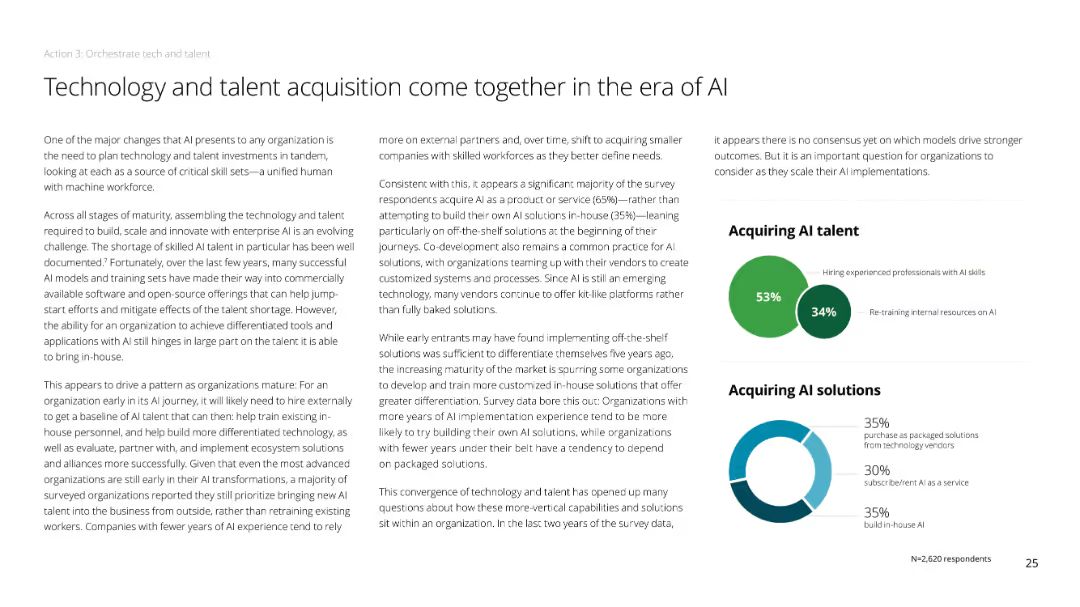 Action 3: Orchestrate tech and talent
Technology and talent acquisition come together in the era of AI
One of the major changes that AI presents to any organization is
the need to plan technology and talent investments in tandem,
looking at each as a source of critical skill sets—a unified human
with machine workforce.
Across all stages of maturity, assembling the technology and talent
required to build, scale and innovate with enterprise AI is an evolving
challenge. The shortage of skilled AI talent in particular has been well
documented.⁷ Fortunately, over the last few years, many successful
AI models and training sets have made their way into commercially
available software and open-source offerings that can help jump-
start efforts and mitigate effects of the talent shortage. However,
the ability for an organization to achieve differentiated tools and
applications with AI still hinges in large part on the talent it is able
to bring in-house.
This appears to drive a pattern as organizations mature: For an
organization early in its AI journey, it will likely need to hire externally
to get a baseline of AI talent that can then: help train existing in-
house personnel, and help build more differentiated technology, as
well as evaluate, partner with, and implement ecosystem solutions
and alliances more successfully. Given that even the most advanced
organizations are still early in their AI transformations, a majority of
surveyed organizations reported they still prioritize bringing new AI
talent into the business from outside, rather than retraining existing
workers. Companies with fewer years of AI experience tend to rely
more on external partners and, over time, shift to acquiring smaller
companies with skilled workforces as they better define needs.
Consistent with this, it appears a significant majority of the survey
respondents acquire AI as a product or service (65%)—rather than
attempting to build their own AI solutions in-house (35%)—leaning
particularly on off-the-shelf solutions at the beginning of their
journeys. Co-development also remains a common practice for AI
solutions, with organizations teaming up with their vendors to create
customized systems and processes. Since AI is still an emerging
technology, many vendors continue to offer kit-like platforms rather
than fully baked solutions.
While early entrants may have found implementing off-the-shelf
solutions was sufficient to differentiate themselves five years ago,
the increasing maturity of the market is spurring some organizations
to develop and train more customized in-house solutions that offer
greater differentiation. Survey data bore this out: Organizations with
more years of AI implementation experience tend to be more
likely to try building their own AI solutions, while organizations
with fewer years under their belt have a tendency to depend
on packaged solutions.
This convergence of technology and talent has opened up many
questions about how these more-vertical capabilities and solutions
sit within an organization. In the last two years of the survey data,
it appears there is no consensus yet on which models drive stronger
outcomes. But it is an important question for organizations to
consider as they scale their AI implementations.
Acquiring AI talent
53%
Hiring experienced professionals with AI skills
34%
Re-training internal resources on AI
Acquiring AI solutions
35%
purchase as packaged solutions
from technology vendors
30%
subscribe/rent AI as a service
35%
build in-house AI
N=2,620 respondents
25